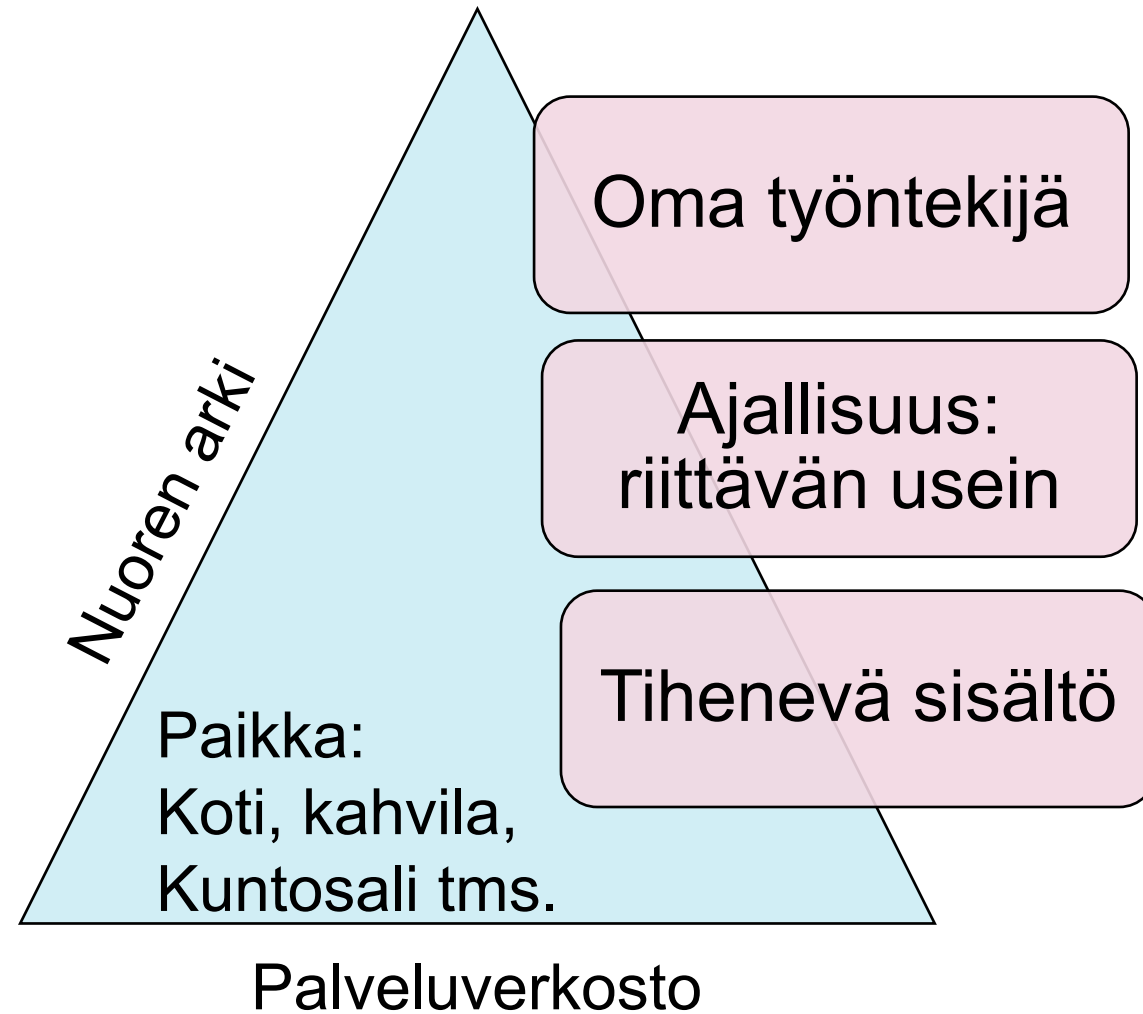 Oma työntekijä
Ajallisuus:
riittävän usein
Tihenevä sisältö
Nuoren arki
Paikka:
Koti, kahvila,
Kuntosali tms.
Palveluverkosto